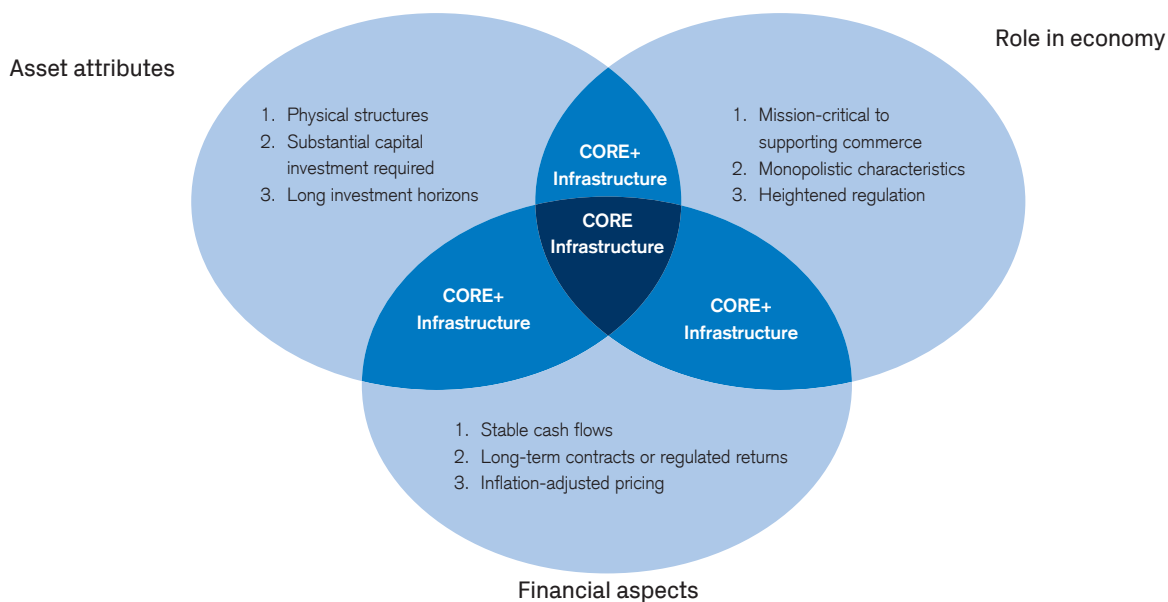 Asset attributes
Role in economy
1. Physical structures
2. Substantial capital
investment required
3. Long investment horizons
CORE+
Infrastructure
1. Mission-critical to
supporting commerce
2. Monopolistic characteristics
3. Heightened regulation
CORE
Infrastructure
CORE+
Infrastructure
CORE+
Infrastructure
1. Stable cash flows
2. Long-term contracts or regulated returns
3. Inflation-adjusted pricing
Financial aspects